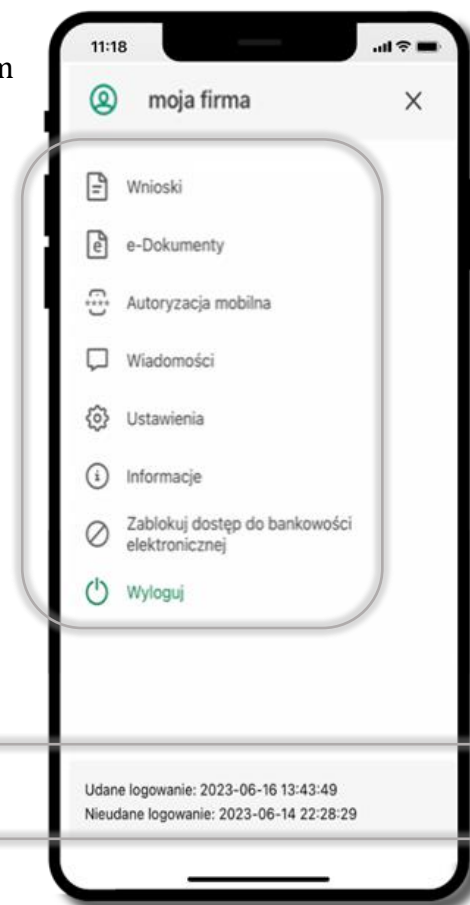 11:18
moja firma
Wnioski
e-Dokumenty
Autoryzacja mobilna
Wiadomości
Ustawienia
Informacje
Zablokuj dostęp do bankowości
elektronicznej
Wyloguj
Udane logowanie: 2023-06-16 13:43:49
Nieudane logowanie: 2023-06-14 22:28:29